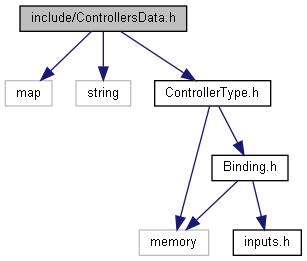 include/ControllersData.h
map
string
ControllerType.h
Binding.h
memory
inputs.h